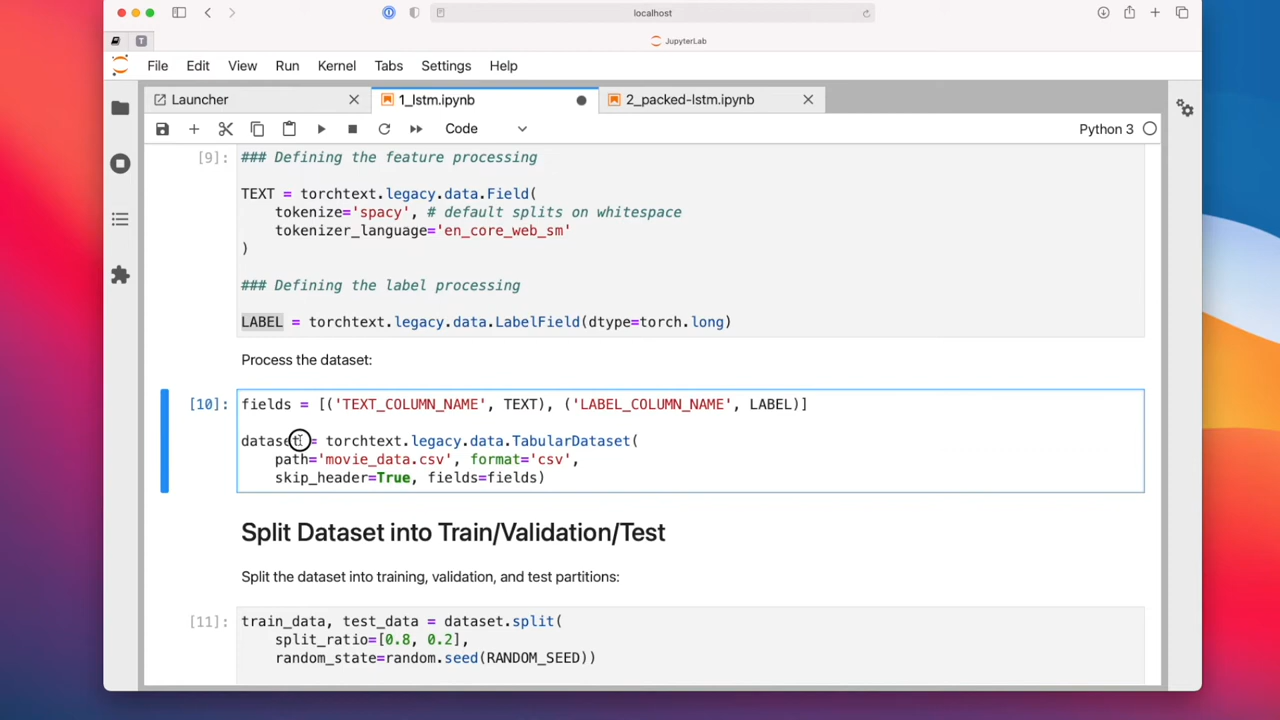 localhost
T
JupyterLab
File Edit View Run Kernel Tabs Settings Help
Launcher
1_lstm.ipynb
2_packed-lstm.ipynb
Code
Python 3
[9]:
### Defining the feature processing
TEXT = torchtext.legacy.data.Field(
tokenize='spacy', # default splits on whitespace
tokenizer_language='en_core_web_sm'
)
### Defining the label processing
LABEL = torchtext.legacy.data.LabelField(dtype=torch.long)
Process the dataset:
[10]: fields = [('TEXT_COLUMN_NAME', TEXT), ('LABEL_COLUMN_NAME', LABEL)]
dataset = torchtext.legacy.data.TabularDataset(
path='movie_data.csv', format='csv',
skip_header=True, fields=fields)
Split Dataset into Train/Validation/Test
Split the dataset into training, validation, and test partitions:
[11]: train_data, test_data = dataset.split(
split_ratio=[0.8, 0.2],
random_state=random.seed(RANDOM_SEED))